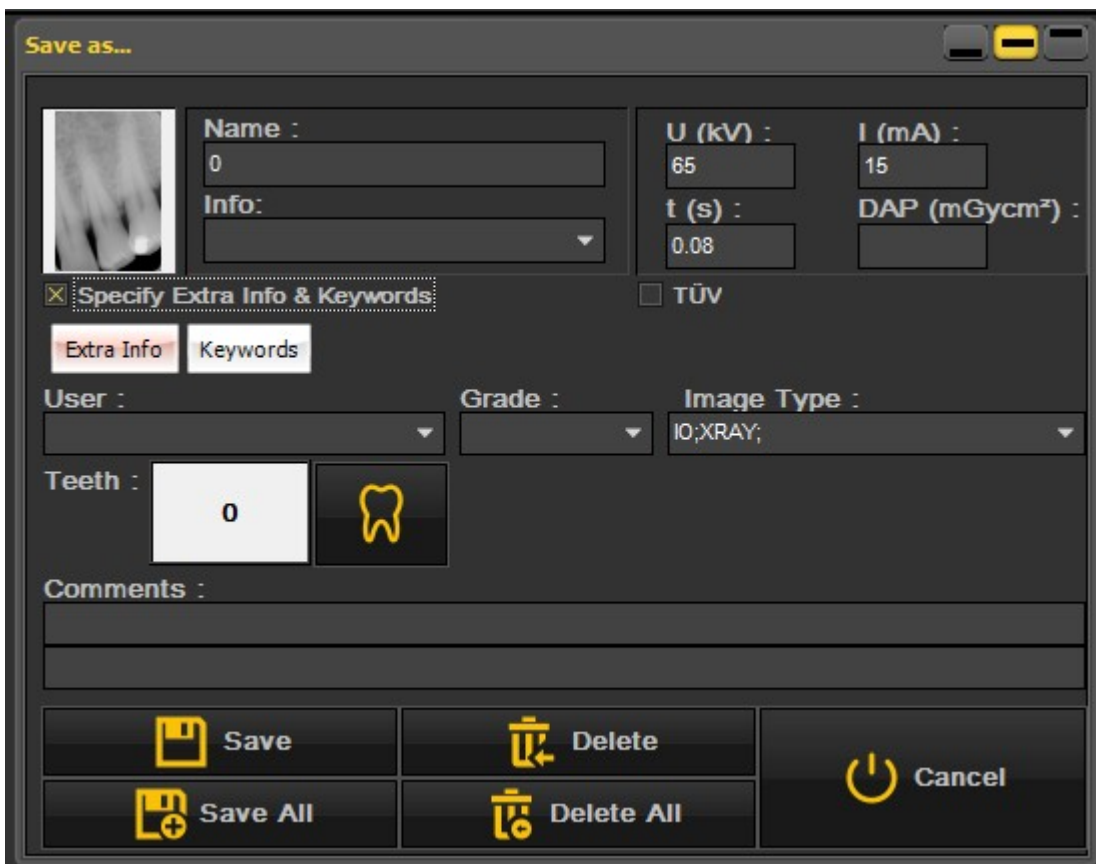 Save as...
Name :
0
Info:
U (kV) :
65
I (mA) :
15
t (s) :
0.08
DAP (mGycm²) :
Specify Extra Info & Keywords
TÜV
Extra Info
Keywords
User :
Grade :
Image Type :
IO;XRAY;
Teeth :
0
Comments :
Save
Delete
Cancel
Save All
Delete All